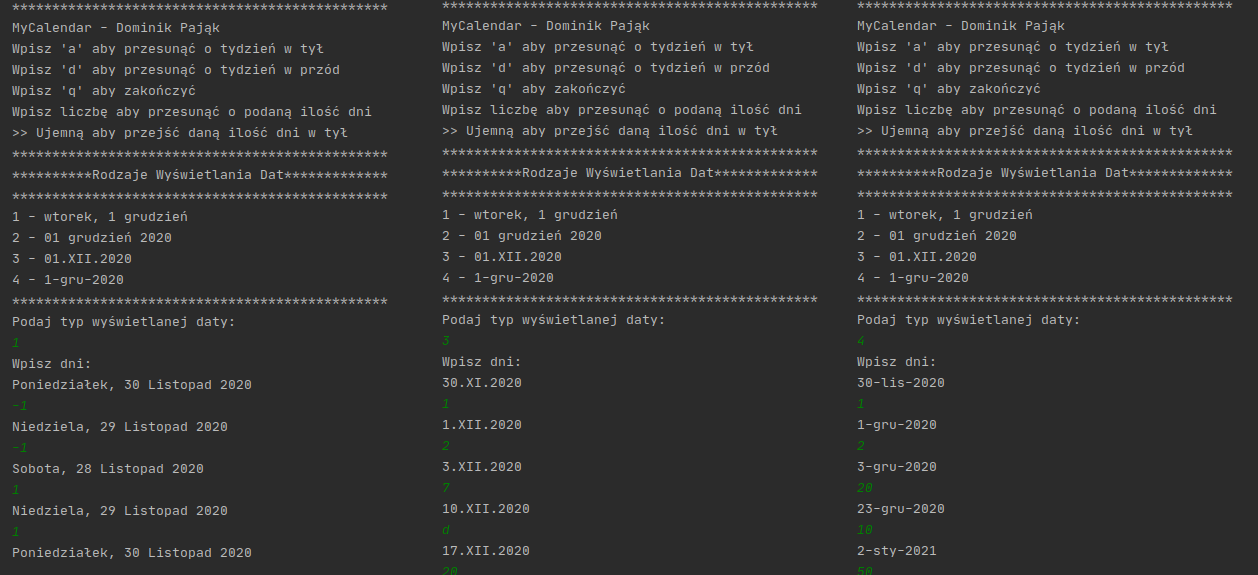 ***********************************************
MyCalendar - Dominik Pająk
Wpisz 'a' aby przesunąć o tydzień w tył
Wpisz 'd' aby przesunąć o tydzień w przód
Wpisz 'q' aby zakończyć
Wpisz liczbę aby przesunąć o podaną ilość dni
>> Ujemną aby przejść daną ilość dni w tył
***********************************************
**********Rodzaje Wyświetlania Dat*************
***********************************************
1 - wtorek, 1 grudzień
2 - 01 grudzień 2020
3 - 01.XII.2020
4 - 1-gru-2020
***********************************************
Podaj typ wyświetlanej daty:
1
Wpisz dni:
Poniedziałek, 30 Listopad 2020
-1
Niedziela, 29 Listopad 2020
-1
Sobota, 28 Listopad 2020
1
Niedziela, 29 Listopad 2020
1
Poniedziałek, 30 Listopad 2020
***********************************************
MyCalendar - Dominik Pająk
Wpisz 'a' aby przesunąć o tydzień w tył
Wpisz 'd' aby przesunąć o tydzień w przód
Wpisz 'q' aby zakończyć
Wpisz liczbę aby przesunąć o podaną ilość dni
>> Ujemną aby przejść daną ilość dni w tył
***********************************************
**********Rodzaje Wyświetlania Dat*************
***********************************************
1 - wtorek, 1 grudzień
2 - 01 grudzień 2020
3 - 01.XII.2020
4 - 1-gru-2020
***********************************************
Podaj typ wyświetlanej daty:
3
Wpisz dni:
30.XI.2020
1
1.XII.2020
2
3.XII.2020
7
10.XII.2020
d
17.XII.2020
20
***********************************************
MyCalendar - Dominik Pająk
Wpisz 'a' aby przesunąć o tydzień w tył
Wpisz 'd' aby przesunąć o tydzień w przód
Wpisz 'q' aby zakończyć
Wpisz liczbę aby przesunąć o podaną ilość dni
>> Ujemną aby przejść daną ilość dni w tył
***********************************************
**********Rodzaje Wyświetlania Dat*************
***********************************************
1 - wtorek, 1 grudzień
2 - 01 grudzień 2020
3 - 01.XII.2020
4 - 1-gru-2020
***********************************************
Podaj typ wyświetlanej daty:
4
Wpisz dni:
30-lis-2020
1
1-gru-2020
2
3-gru-2020
20
23-gru-2020
10
2-sty-2021
50